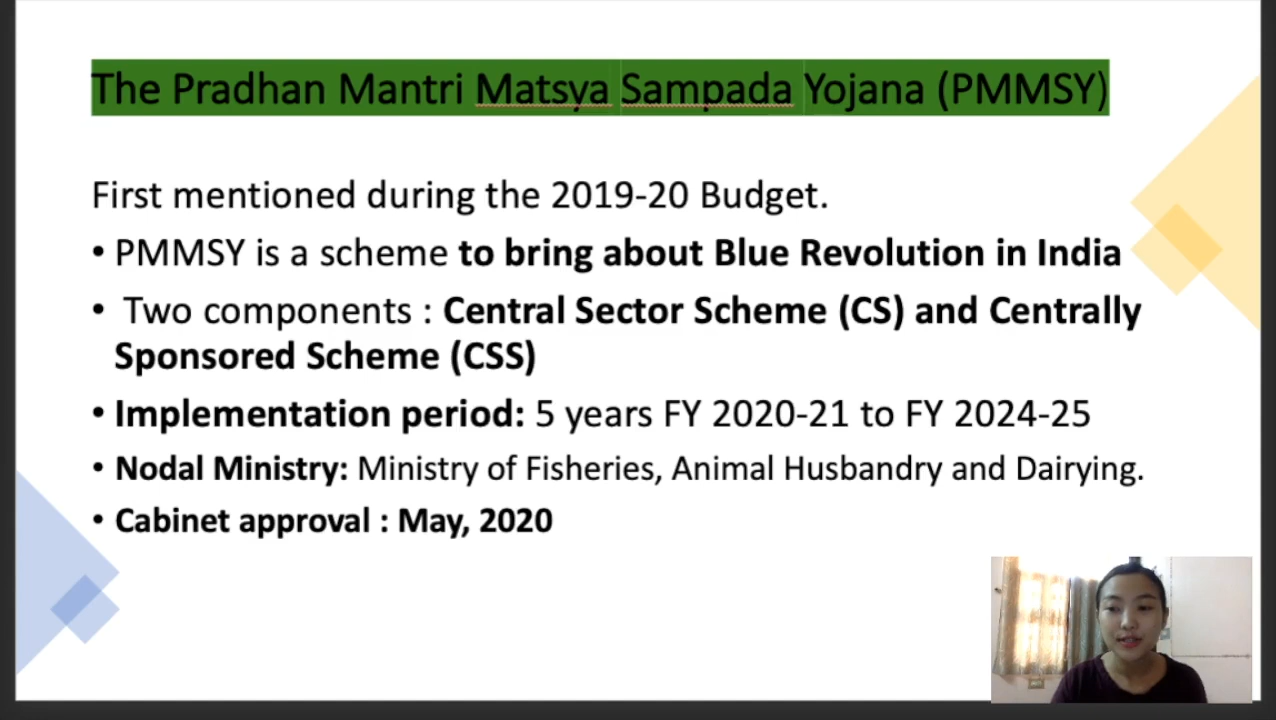 The Pradhan Mantri Matsya Sampada Yojana (PMMSY)
First mentioned during the 2019-20 Budget.
• PMMSY is a scheme to bring about Blue Revolution in India
• Two components : Central Sector Scheme (CS) and Centrally
Sponsored Scheme (CSS)
• Implementation period: 5 years FY 2020-21 to FY 2024-25
• Nodal Ministry: Ministry of Fisheries, Animal Husbandry and Dairying.
• Cabinet approval : May, 2020